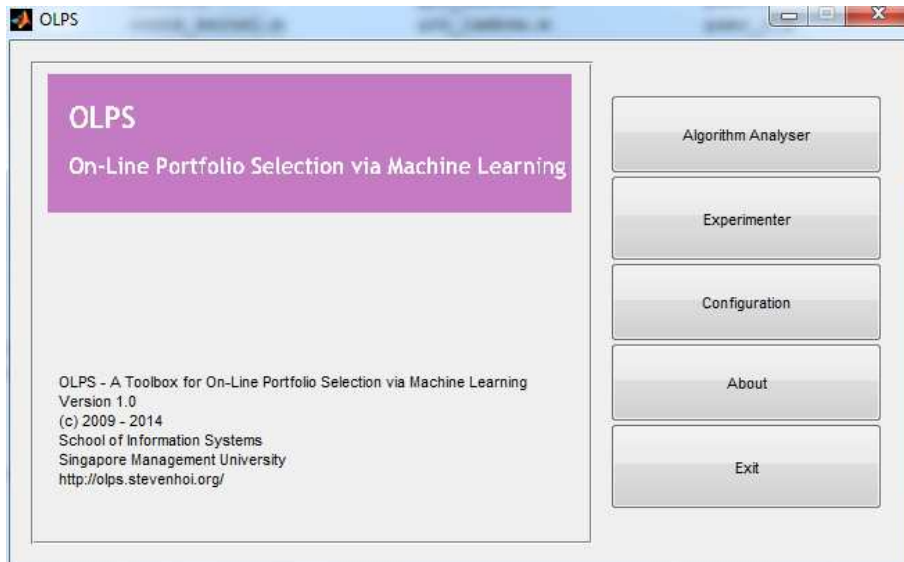 OLPS
OLPS
On-Line Portfolio Selection via Machine Learning
OLPS - A Toolbox for On-Line Portfolio Selection via Machine Learning
Version 1.0
(c) 2009 - 2014
School of Information Systems
Singapore Management University
http://olps.stevenhoi.org/
Algorithm Analyser
Experimenter
Configuration
About
Exit